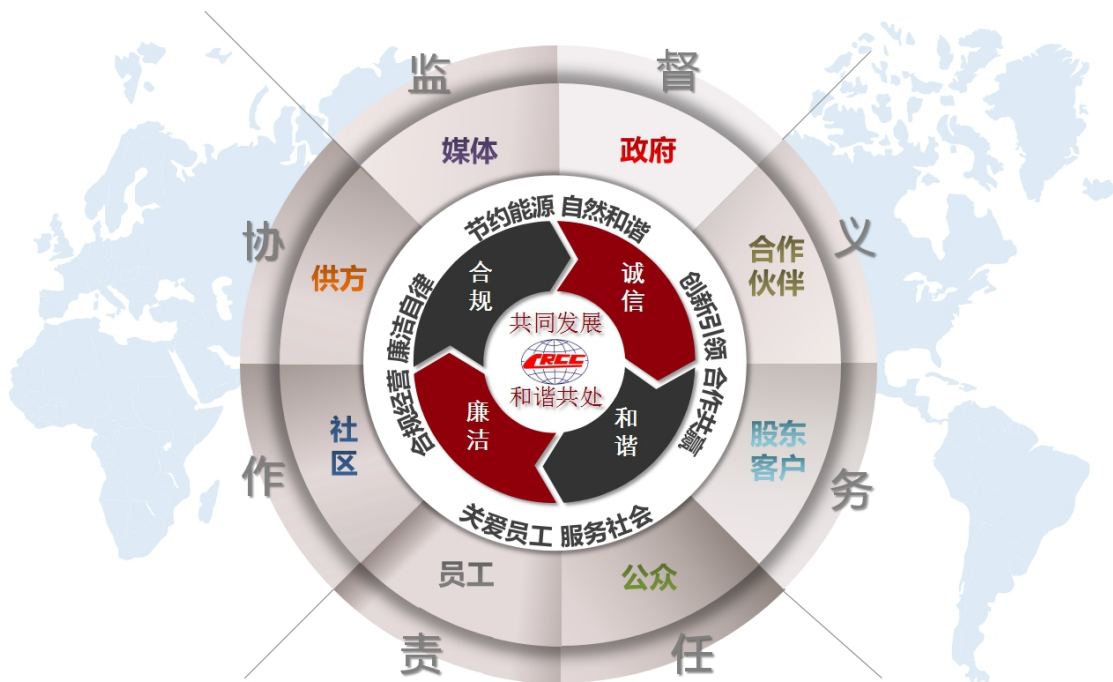 监 督
媒体 政府
协 义
供方 合作
伙伴
节约能源 自然和谐
创新引领 合作共赢
合规经营 廉洁自律
关爱员工 服务社会
合规
诚信
廉洁
和谐
共同发展
CRCC
和谐共处
社区
股东
客户
作 务
员工 公众
责 任